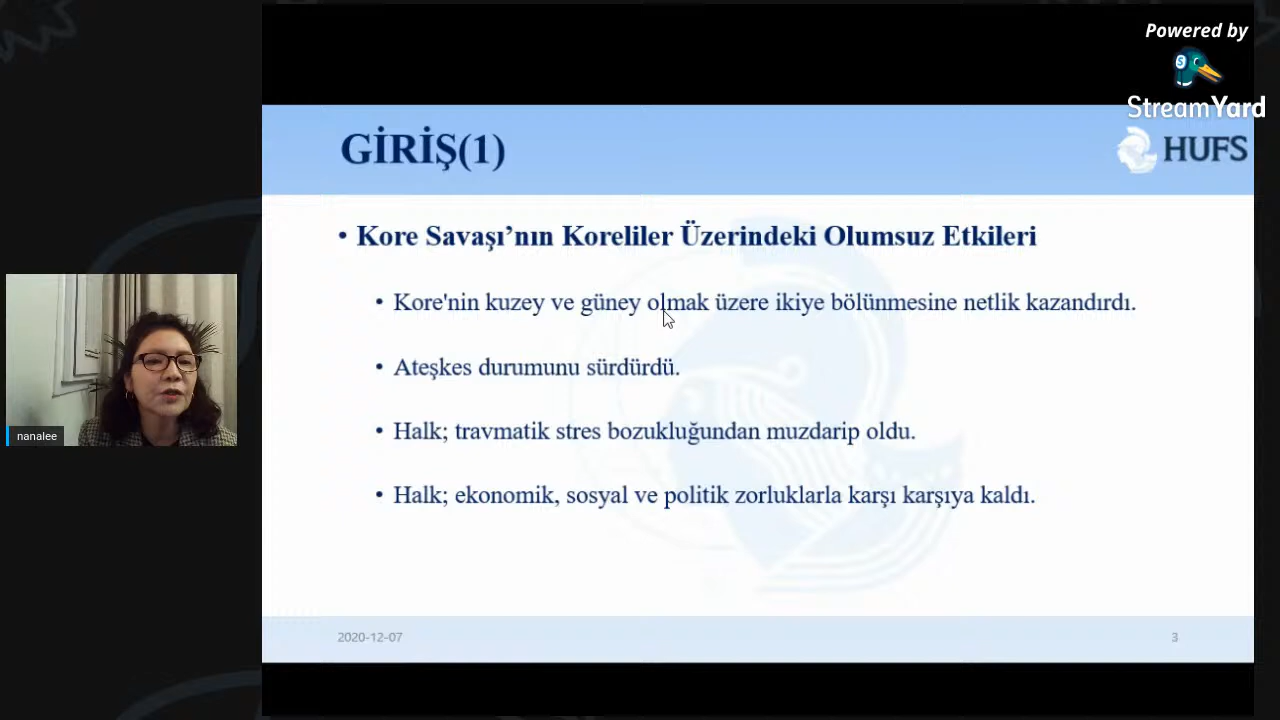 Powered by
StreamYard
GİRİŞ(1)
HUFS
• Kore Savaşı’nın Koreliler Üzerindeki Olumsuz Etkileri
• Kore'nin kuzey ve güney olmak üzere ikiye bölünmesine netlik kazandırdı.
• Ateşkes durumunu sürdürdü.
• Halk; travmatik stres bozukluğundan muzdarip oldu.
• Halk; ekonomik, sosyal ve politik zorluklarla karşı karşıya kaldı.
nanalee
2020-12-07
3